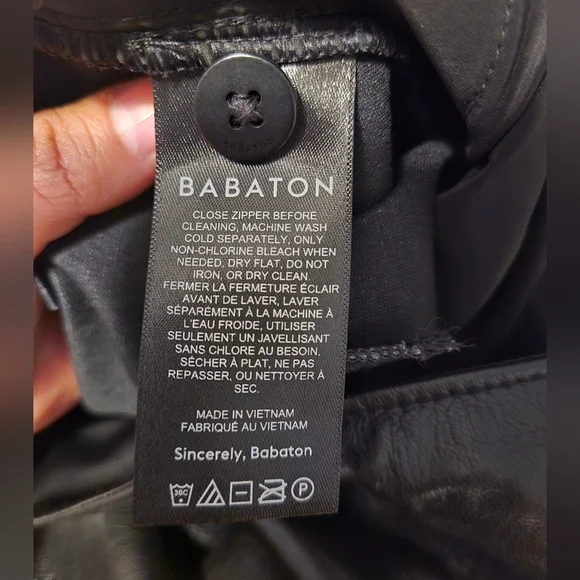 BABATON
CLOSE ZIPPER BEFORE
CLEANING, MACHINE WASH
COLD SEPARATELY, ONLY
NON-CHLORINE BLEACH WHEN
NEEDED, DRY FLAT, DO NOT
IRON, OR DRY CLEAN.
FERMER LA FERMETURE ÉCLAIR
AVANT DE LAVER, LAVER
SÉPARÉMENT À LA MACHINE À
L'EAU FROIDE, UTILISER
SEULEMENT UN JAVELLISANT
SANS CHLORE AU BESOIN,
SÉCHER À PLAT, NE PAS
REPASSER, OU NETTOYER À
SEC.
MADE IN VIETNAM
FABRIQUÉ AU VIETNAM
Sincerely, Babaton
30C P